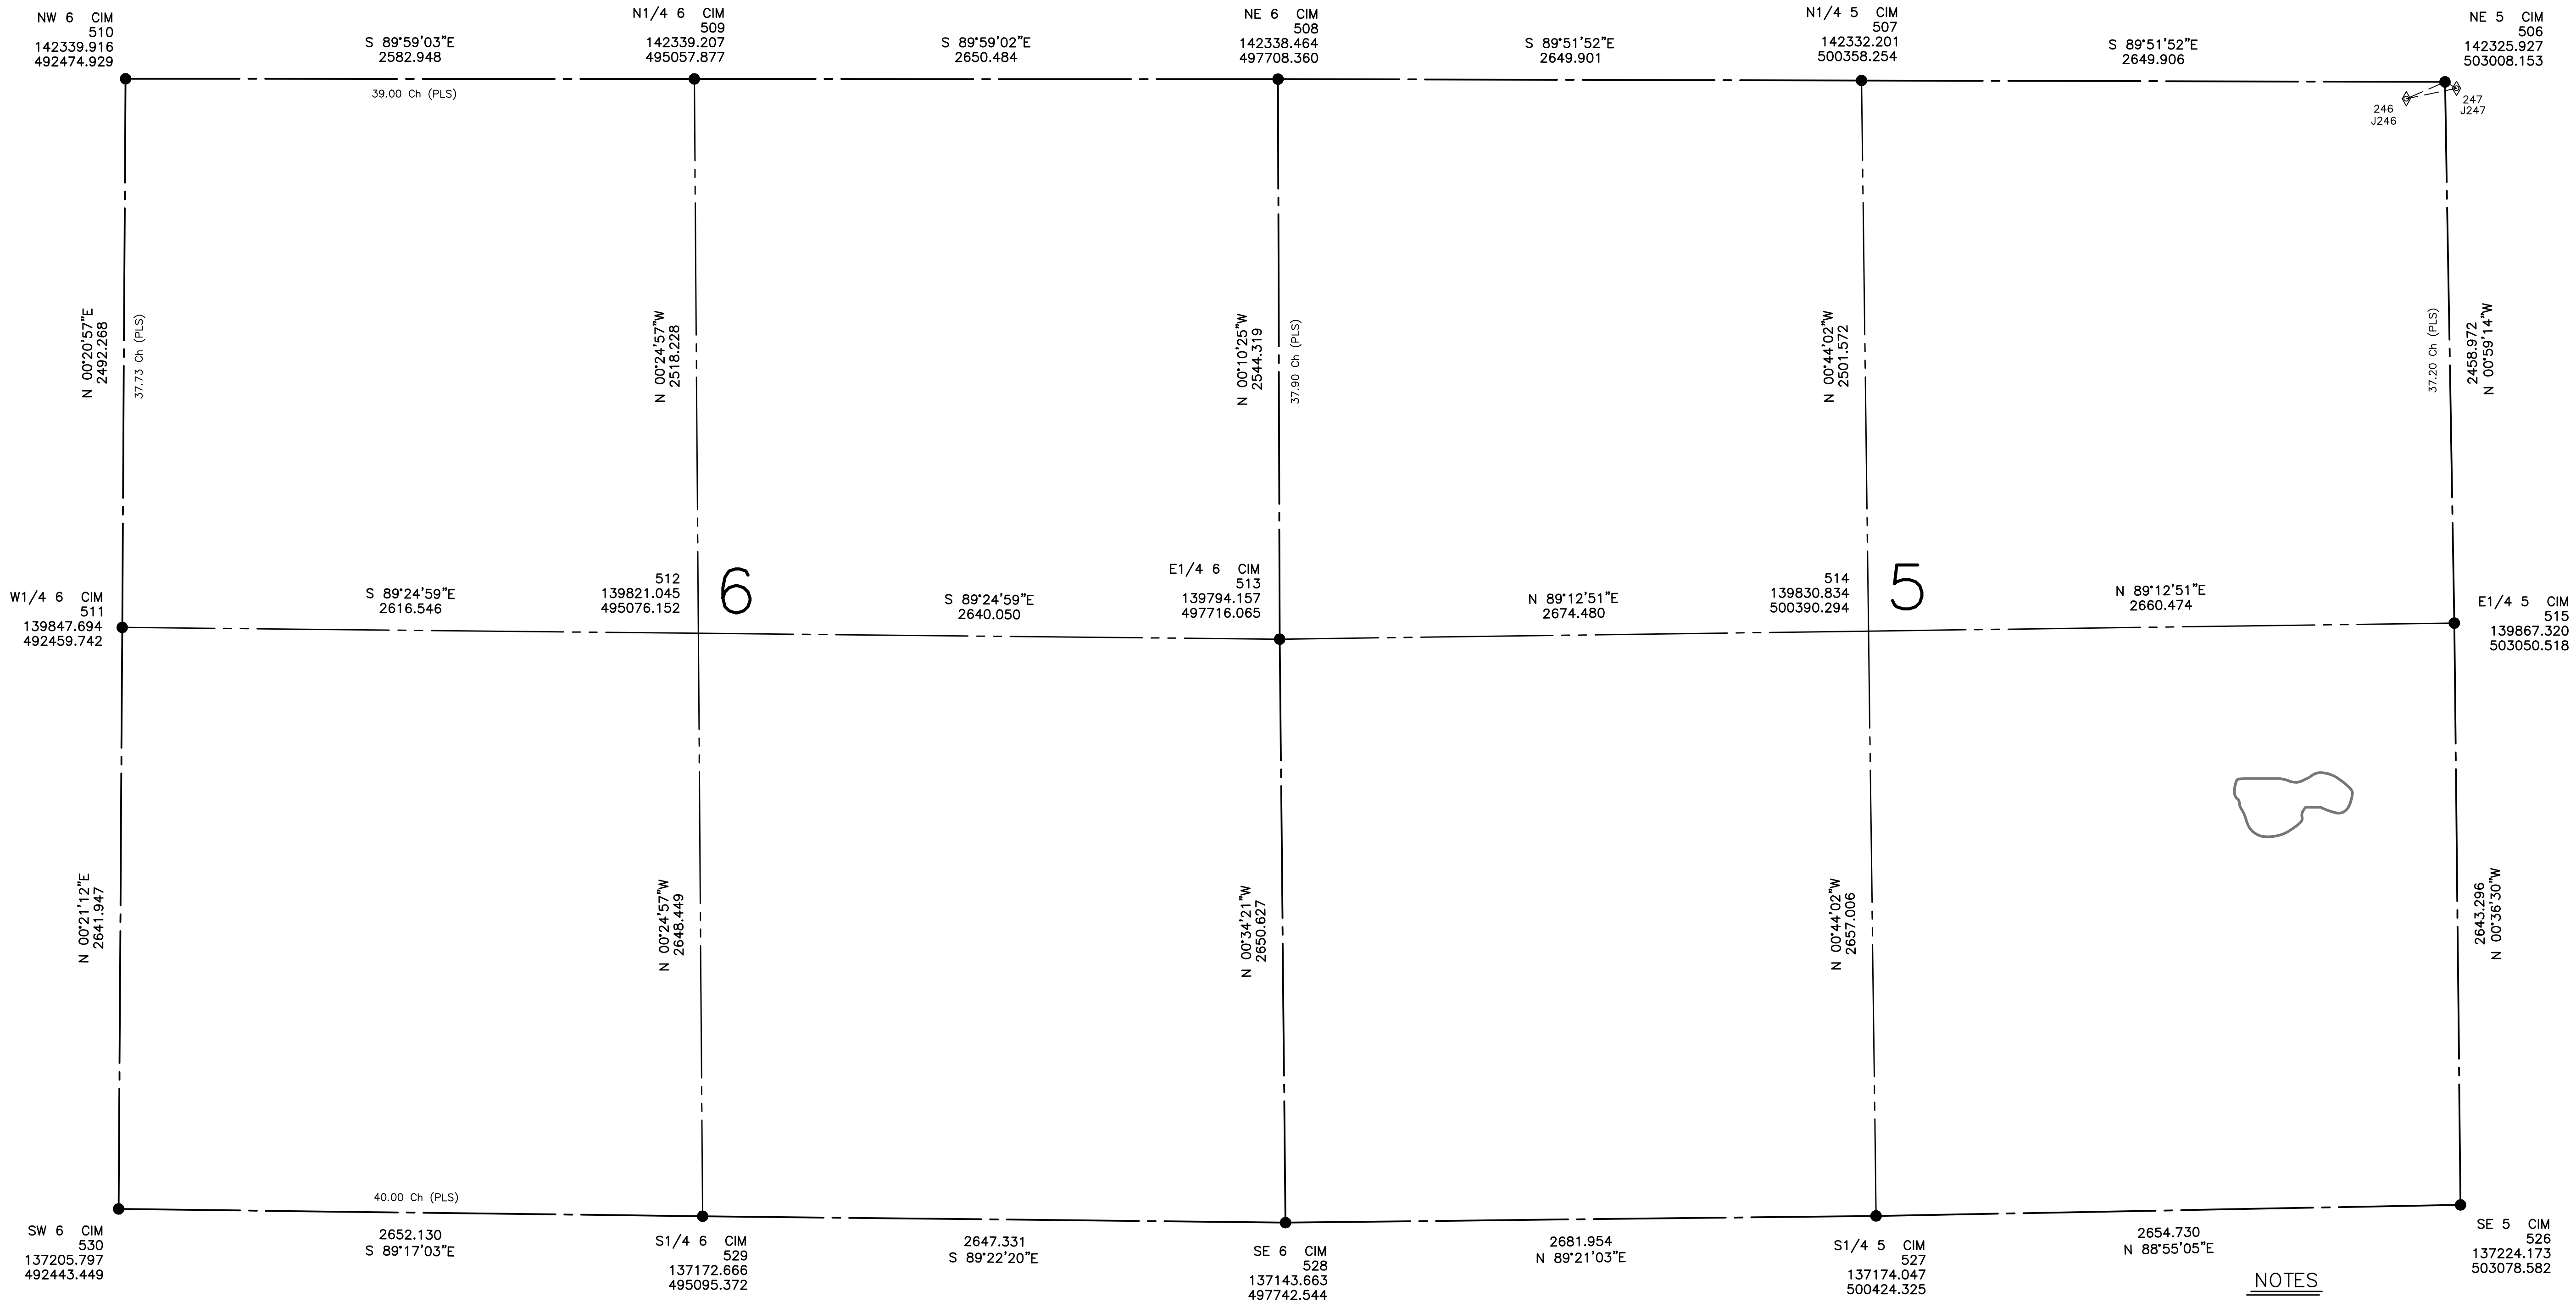 NW 6 CIM
510
142339.916
492474.929
S 89°59'03"E
2582.948
39.00 Ch (PLS)
N1/4 6 CIM
509
142339.207
495057.877
S 89°59'02"E
2650.484
NE 6 CIM
508
142338.464
497708.360
S 89°51'52"E
2649.901
N1/4 5 CIM
507
142332.201
500358.254
S 89°51'52"E
2649.906
NE 5 CIM
506
142325.927
503008.153
246
J246
247
J247
N 00°20'57"E
2492.268
37.73 Ch (PLS)
N 00°24'57"W
2518.228
N 00°10'25"W
2544.319
37.90 Ch (PLS)
N 00°44'02"W
2501.572
37.20 Ch (PLS)
2458.972
N 00°59'14"W
W1/4 6 CIM
511
139847.694
492459.742
S 89°24'59"E
2616.546
512
139821.045
495076.152
6
S 89°24'59"E
2640.050
E1/4 6 CIM
513
139794.157
497716.065
N 89°12'51"E
2674.480
514
139830.834
500390.294
5
N 89°12'51"E
2660.474
E1/4 5 CIM
515
139867.320
503050.518
N 00°21'12"E
2641.947
N 00°24'57"W
2648.449
N 00°34'21"W
2650.627
N 00°44'02"W
2657.006
2643.296
N 00°36'30"W
SW 6 CIM
530
137205.797
492443.449
40.00 Ch (PLS)
2652.130
S 89°17'03"E
S1/4 6 CIM
529
137172.666
495095.372
2647.331
S 89°22'20"E
SE 6 CIM
528
137143.663
497742.544
2681.954
N 89°21'03"E
S1/4 5 CIM
527
137174.047
500424.325
2654.730
N 88°55'05"E
SE 5 CIM
526
137224.173
503078.582
NOTES